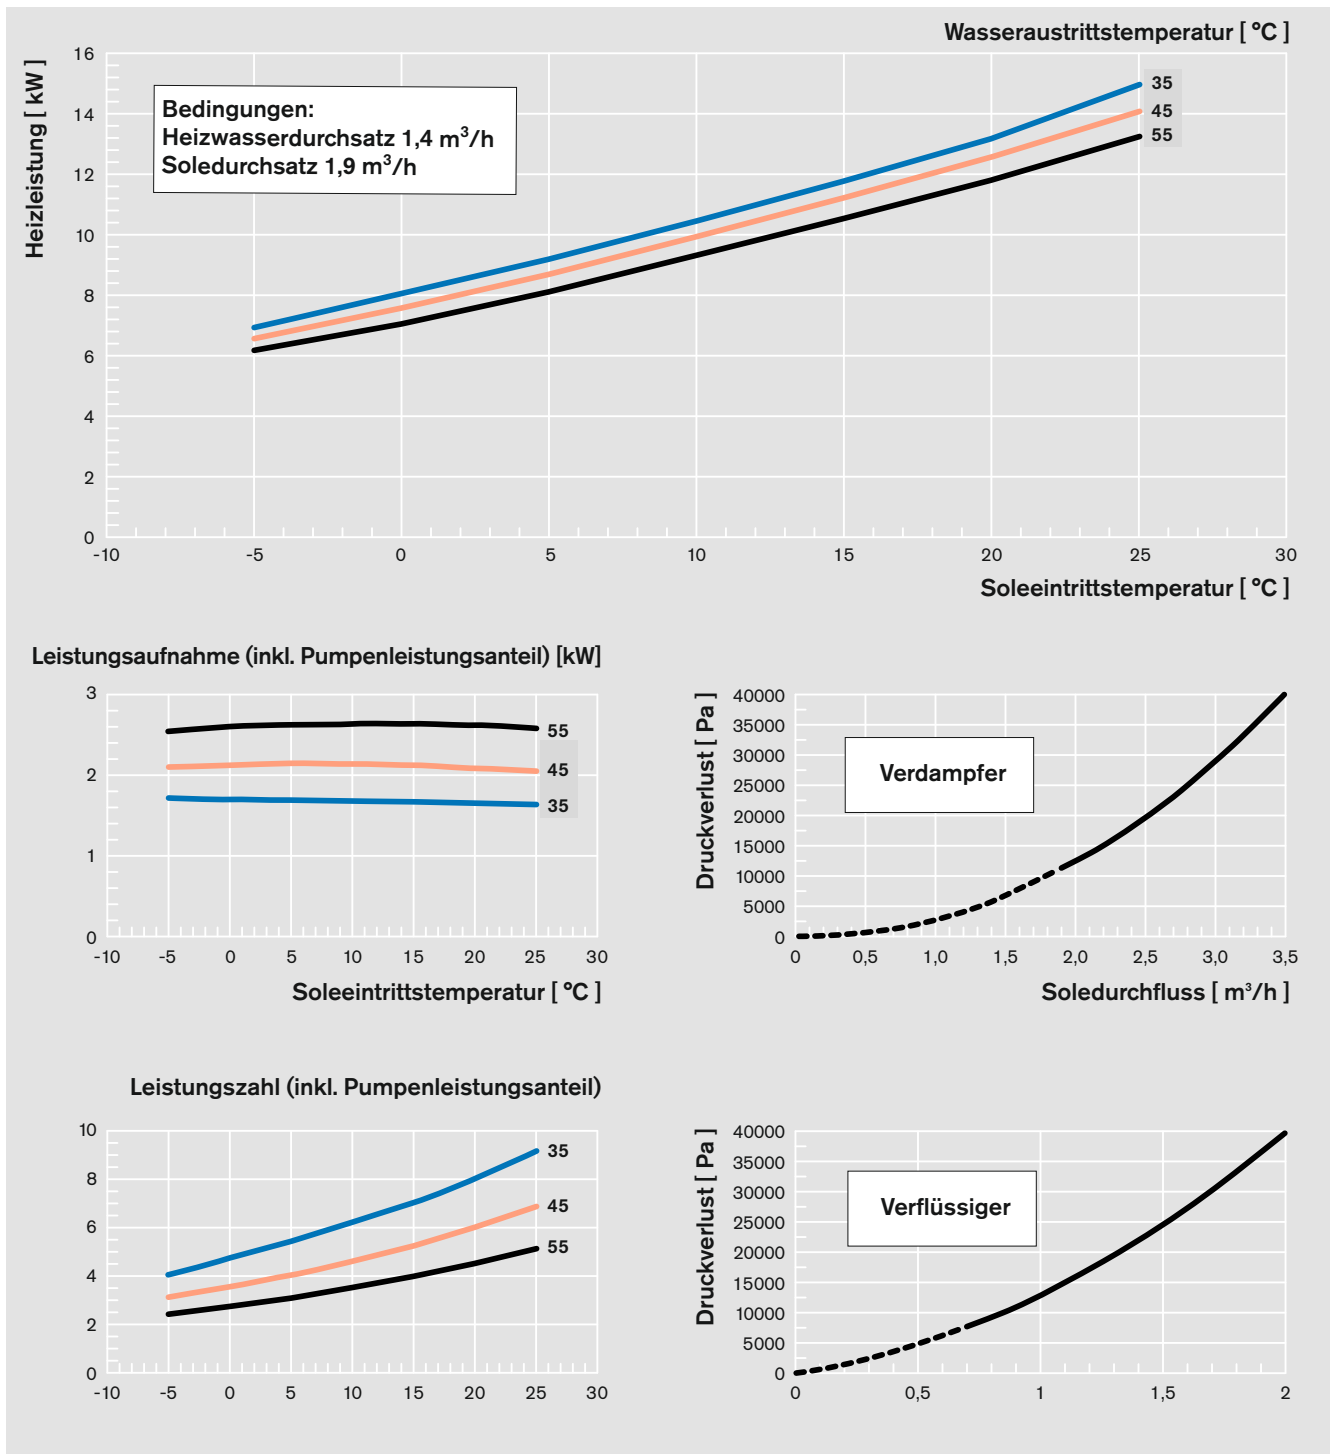 Wasseraustrittstemperatur [ °C ]
Heizleistung [ kW ]
16
14
12
10
8
6
4
2
0
Bedingungen:
Heizwasserdurchsatz 1,4 m³/h
Soledurchsatz 1,9 m³/h
35
45
55
-10 -5 0 5 10 15 20 25 30
Soleeintrittstemperatur [ °C ]
Leistungsaufnahme (inkl. Pumpenleistungsanteil) [kW]
3
2
1
0
55
45
35
-10 -5 0 5 10 15 20 25 30
Soleeintrittstemperatur [ °C ]
Druckverlust [ Pa ]
40000
35000
30000
25000
20000
15000
10000
5000
0
Verdampfer
0 0,5 1,0 1,5 2,0 2,5 3,0 3,5
Soledurchfluss [ m³/h ]
Leistungszahl (inkl. Pumpenleistungsanteil)
10
8
6
4
2
0
35
45
55
-10 -5 0 5 10 15 20 25 30
Druckverlust [ Pa ]
40000
35000
30000
25000
20000
15000
10000
5000
0
Verflüssiger
0 0,5 1 1,5 2